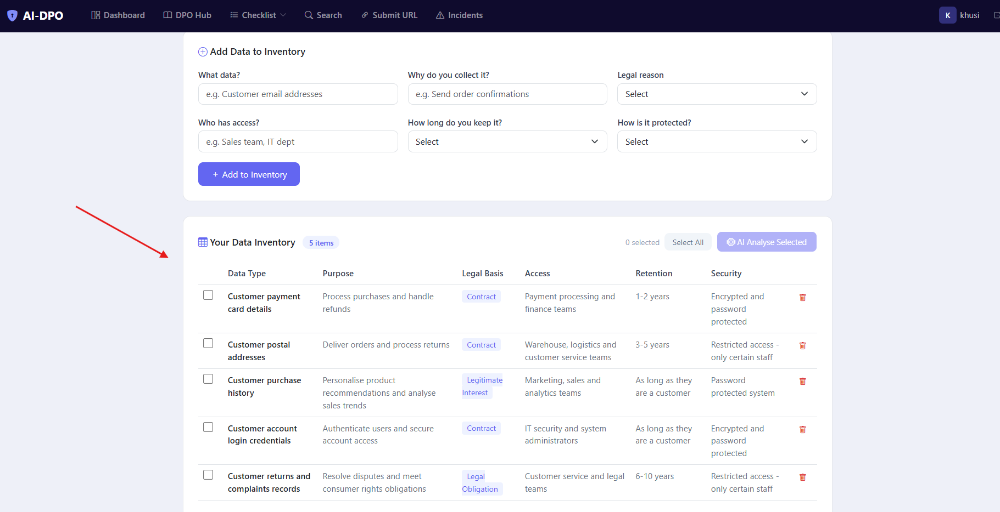 AI-DPO Dashboard DPO Hub Checklist Search Submit URL Incidents K khusi
Add Data to Inventory
What data? Why do you collect it? Legal reason
e.g. Customer email addresses e.g. Send order confirmations Select
Who has access? How long do you keep it? How is it protected?
e.g. Sales team, IT dept Select Select
+ Add to Inventory
Your Data Inventory 5 items 0 selected Select All AI Analyse Selected
Data Type Purpose Legal Basis Access Retention Security
Customer payment Process purchases and handle Contract Payment processing and 1-2 years Encrypted and
card details refunds finance teams password
protected
Customer postal Deliver orders and process returns Contract Warehouse, logistics and 3-5 years Restricted access -
addresses customer service teams only certain staff
Customer purchase Personalise product Legitimate Marketing, sales and As long as they Password
history recommendations and analyse Interest analytics teams are a customer protected system
sales trends
Customer account Authenticate users and secure Contract IT security and system As long as they Encrypted and
login credentials account access administrators are a customer password
protected
Customer returns and Resolve disputes and meet Legal Customer service and legal 6-10 years Restricted access -
complaints records consumer rights obligations Obligation teams only certain staff